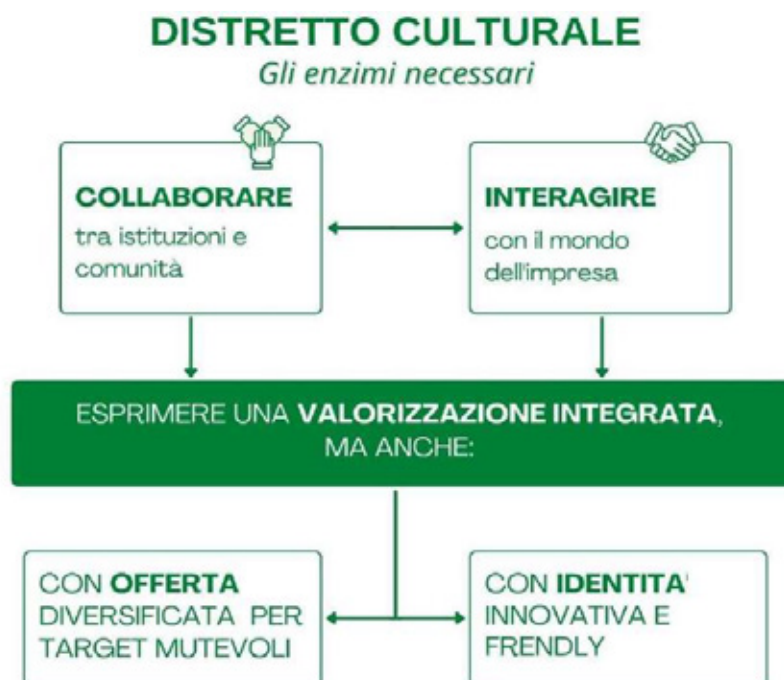 DISTRETTO CULTURALE
Gli enzimi necessari
COLLABORARE
tra istituzioni e
comunità
INTERAGIRE
con il mondo
dell'impresa
ESPRIMERE UNA VALORIZZAZIONE INTEGRATA,
MA ANCHE:
CON OFFERTA
DIVERSIFICATA PER
TARGET MUTEVOLI
CON IDENTITA'
INNOVATIVA E
FRENDLY